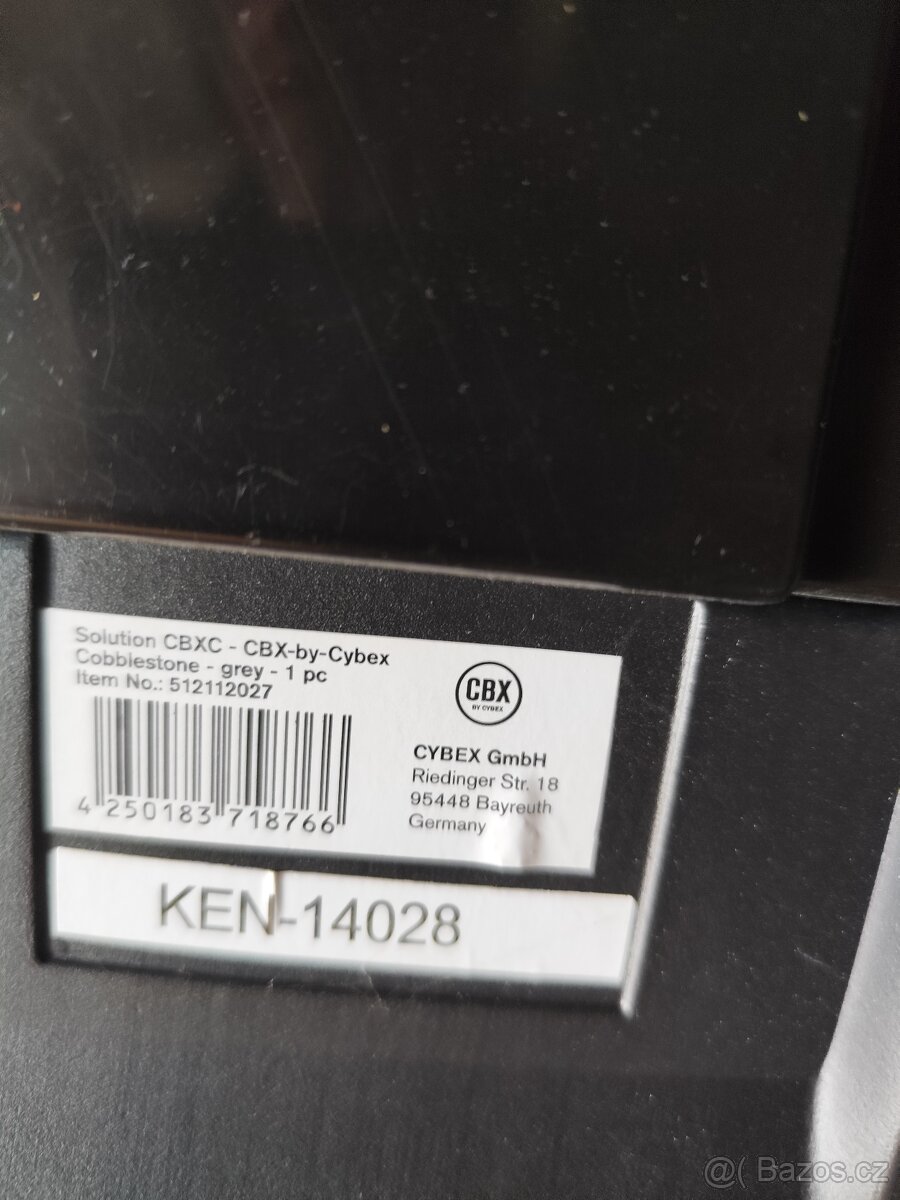 Solution CBXC - CBX-by-Cybex
Cobblestone - grey - 1 pc
Item No.: 512112027
4 250183 718766
CBX
BY CYBEX
CYBEX GmbH
Riedinger Str. 18
95448 Bayreuth
Germany
KEN-14028
@( Bazos.cz